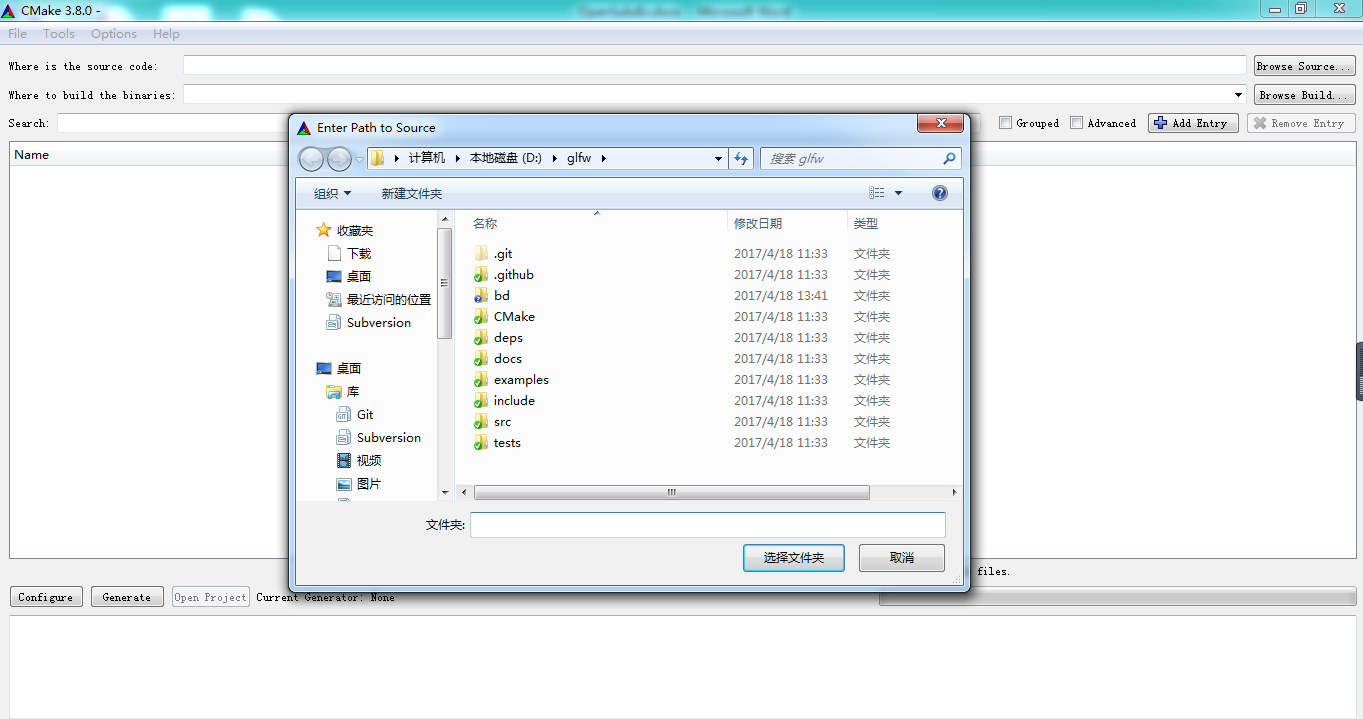 CMake 3.8.0 -
OpenSubdiv.docx - Microsoft Word
File Tools Options Help
Where is the source code: Browse Source...
Where to build the binaries: Browse Build...
Search: Grouped Advanced Add Entry Remove Entry
Name
Enter Path to Source
计算机 本地磁盘 (D:) glfw 搜索 glfw
组织 新建文件夹
收藏夹
下载
桌面
最近访问的位置
Subversion
桌面
库
Git
Subversion
视频
图片
名称 修改日期 类型
.git 2017/4/18 11:33 文件夹
.github 2017/4/18 11:33 文件夹
bd 2017/4/18 13:41 文件夹
CMake 2017/4/18 11:33 文件夹
deps 2017/4/18 11:33 文件夹
docs 2017/4/18 11:33 文件夹
examples 2017/4/18 11:33 文件夹
include 2017/4/18 11:33 文件夹
src 2017/4/18 11:33 文件夹
tests 2017/4/18 11:33 文件夹
文件夹:
选择文件夹 取消
files.
Configure Generate Open Project Current Generator: None